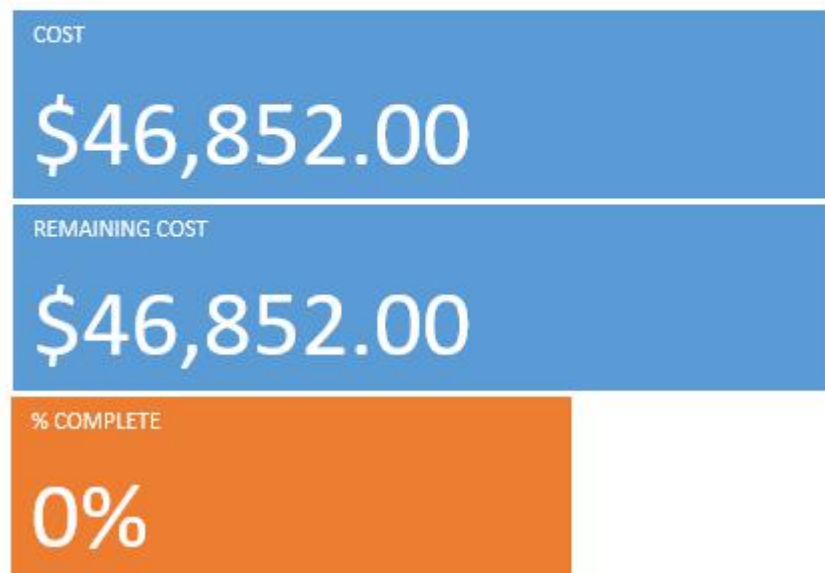 COST
$46,852.00
REMAINING COST
$46,852.00
% COMPLETE
0%